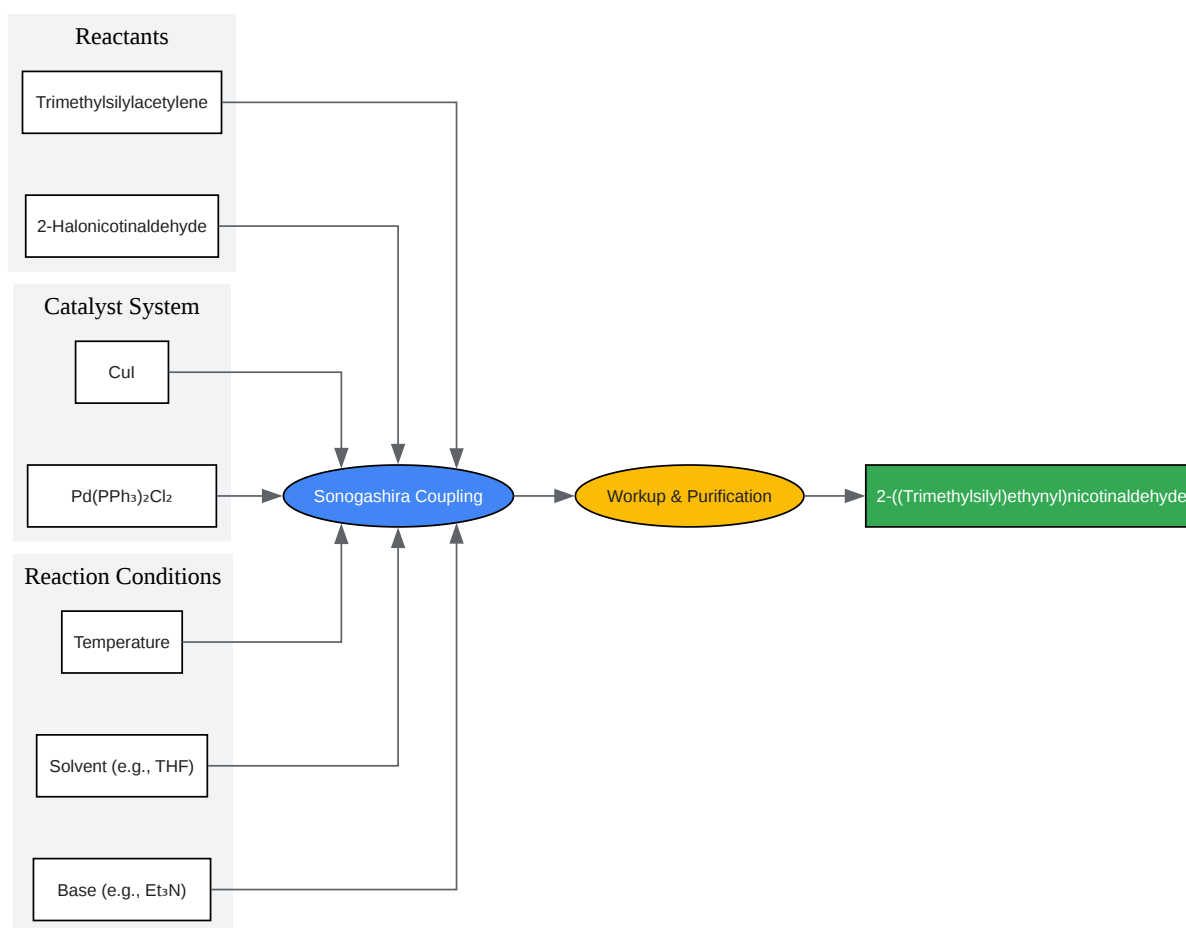 Reactants
Trimethylsilylacetylene
2-Halonicotinaldehyde
Catalyst System
CuI
Pd(PPh₃)₂Cl₂
Sonogashira Coupling
Workup & Purification
2-((Trimethylsilyl)ethynyl)nicotinaldehyde
Reaction Conditions
Temperature
Solvent (e.g., THF)
Base (e.g., Et₃N)